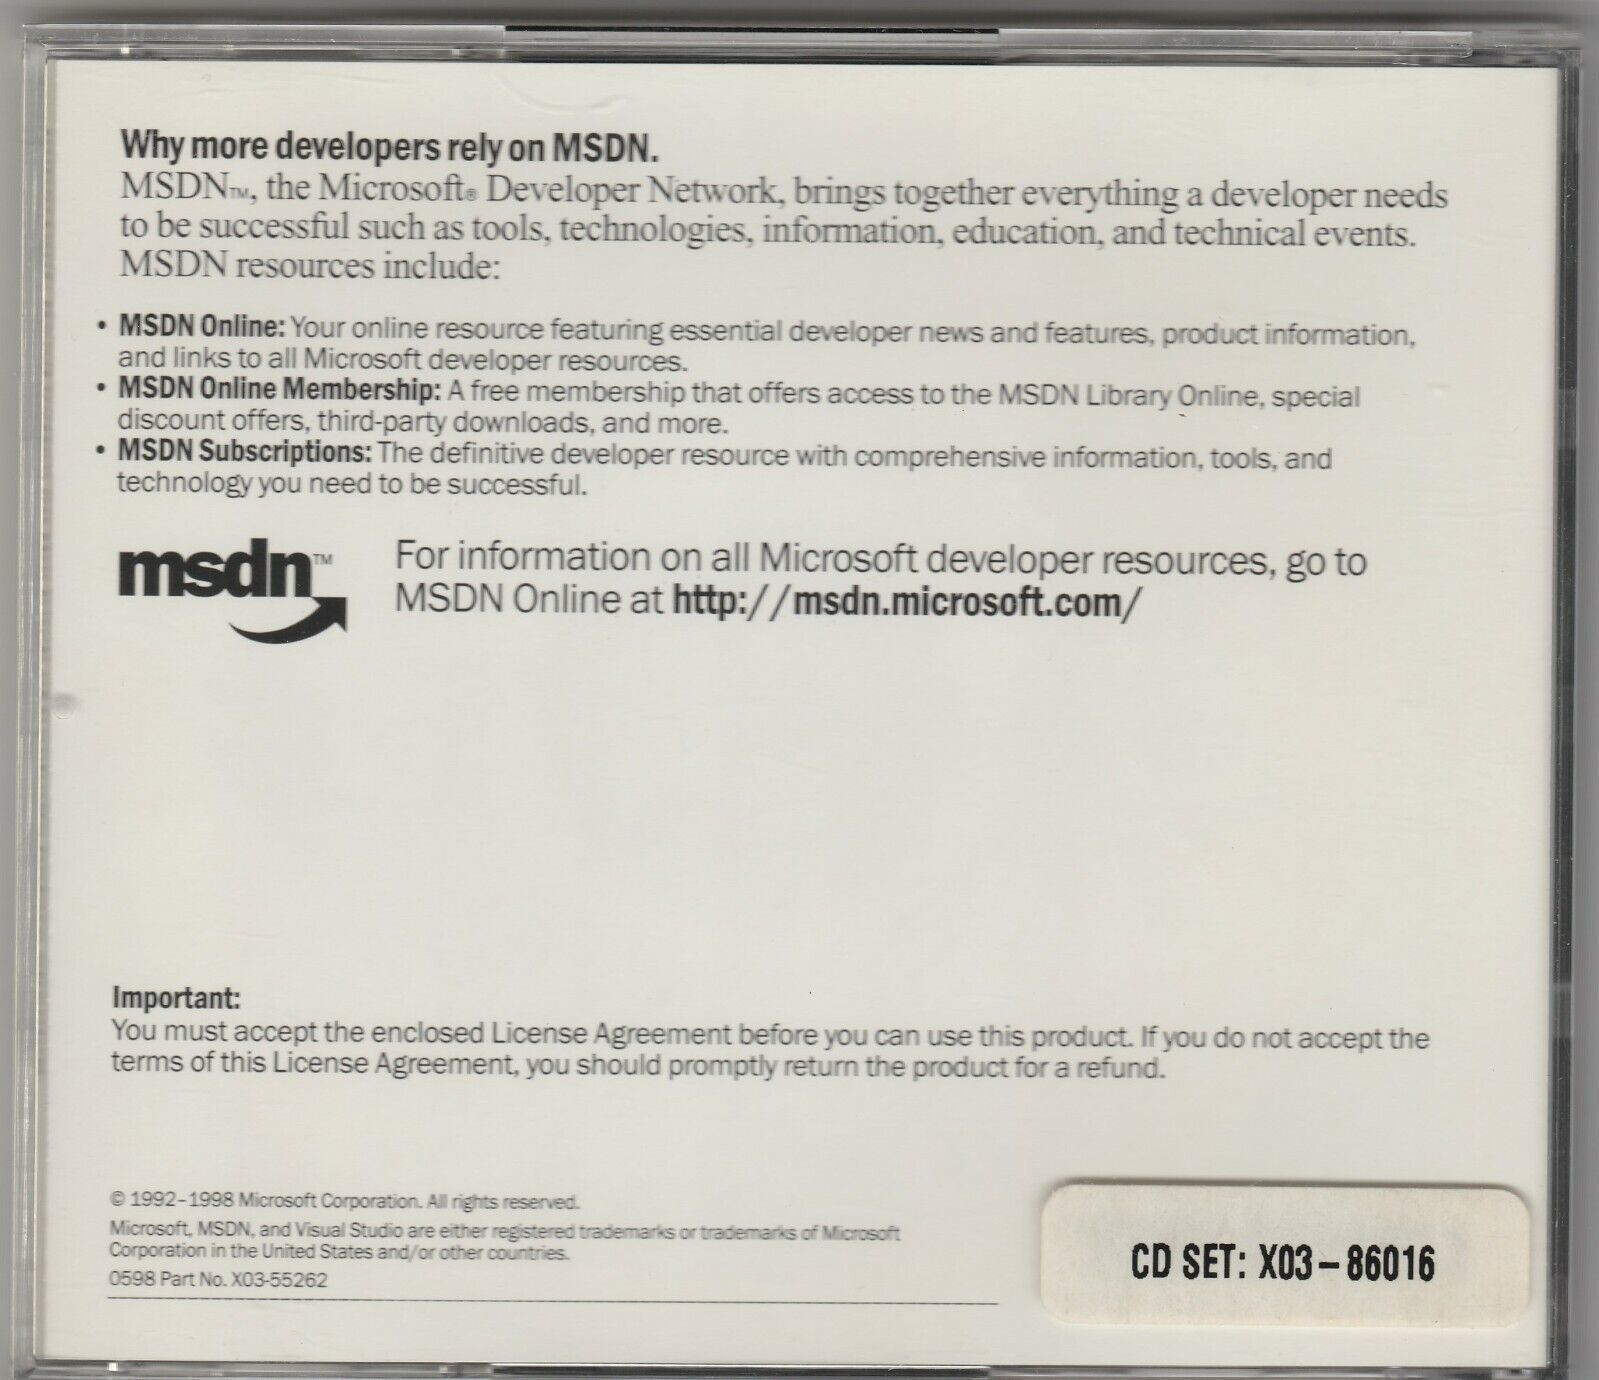 Why more developers rely on MSDN.
MSDN™, the Microsoft® Developer Network, brings together everything a developer needs
to be successful such as tools, technologies, information, education, and technical events.
MSDN resources include:
• MSDN Online: Your online resource featuring essential developer news and features, product information,
and links to all Microsoft developer resources.
• MSDN Online Membership: A free membership that offers access to the MSDN Library Online, special
discount offers, third-party downloads, and more.
• MSDN Subscriptions: The definitive developer resource with comprehensive information, tools, and
technology you need to be successful.
msdn™
For information on all Microsoft developer resources, go to
MSDN Online at http://msdn.microsoft.com/
Important:
You must accept the enclosed License Agreement before you can use this product. If you do not accept the
terms of this License Agreement, you should promptly return the product for a refund.
© 1992–1998 Microsoft Corporation. All rights reserved.
Microsoft, MSDN, and Visual Studio are either registered trademarks or trademarks of Microsoft
Corporation in the United States and/or other countries.
0598 Part No. X03-55262
CD SET: X03–86016